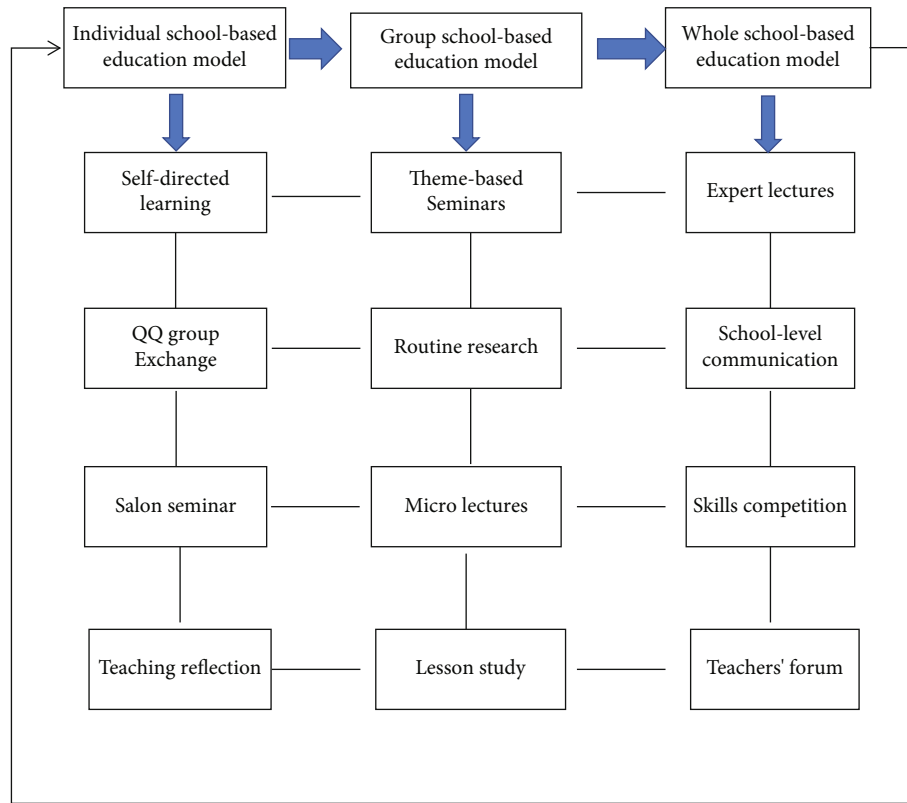 Individual school-based
education model
Group school-based
education model
Whole school-based
education model
Self-directed
learning
Theme-based
Seminars
Expert lectures
QQ group
Exchange
Routine research
School-level
communication
Salon seminar
Micro lectures
Skills competition
Teaching reflection
Lesson study
Teachers' forum